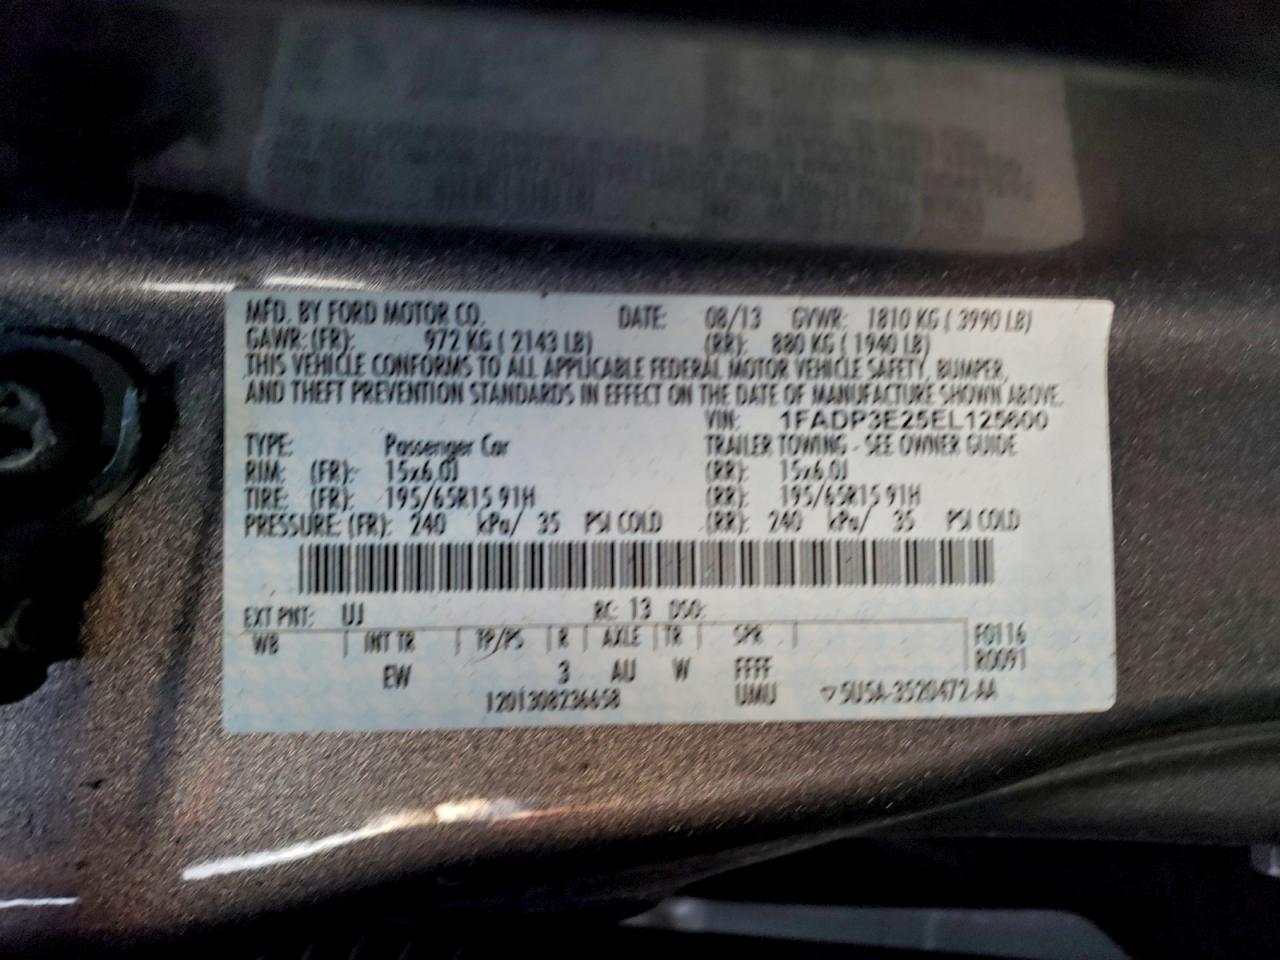 MFD. BY FORD MOTOR CO. DATE: 08/13 GVWR: 1810 KG ( 3990 LB)
GAWR: (FR): 972 KG ( 2143 LB) (RR): 880 KG ( 1940 LB)
THIS VEHICLE CONFORMS TO ALL APPLICABLE FEDERAL MOTOR VEHICLE SAFETY, BUMPER,
AND THEFT PREVENTION STANDARDS IN EFFECT ON THE DATE OF MANUFACTURE SHOWN ABOVE.
VIN: 1FADP3E25EL125600
TYPE: Passenger Car TRAILER TOWING - SEE OWNER GUIDE
RIM: (FR): 15x6.0J (RR): 15x6.0J
TIRE: (FR): 195/65R15 91H (RR): 195/65R15 91H
PRESSURE: (FR): 240 kPa/ 35 PSI COLD (RR): 240 kPa/ 35 PSI COLD
EXT PNT: UJ RC: 13 DSO:
WB INT TR TP/PS R AXLE TR SPR F0116
EW 3 AU W FFFF R0091
1201308236658 UMU ▽5U5A-3520472-AA